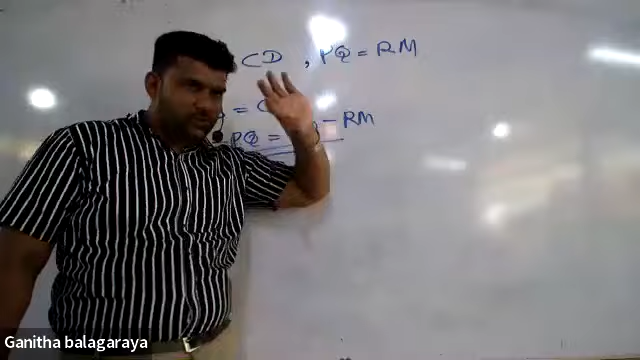 CD , PQ = RM
= C
PQ = - RM
Ganitha balagaraya